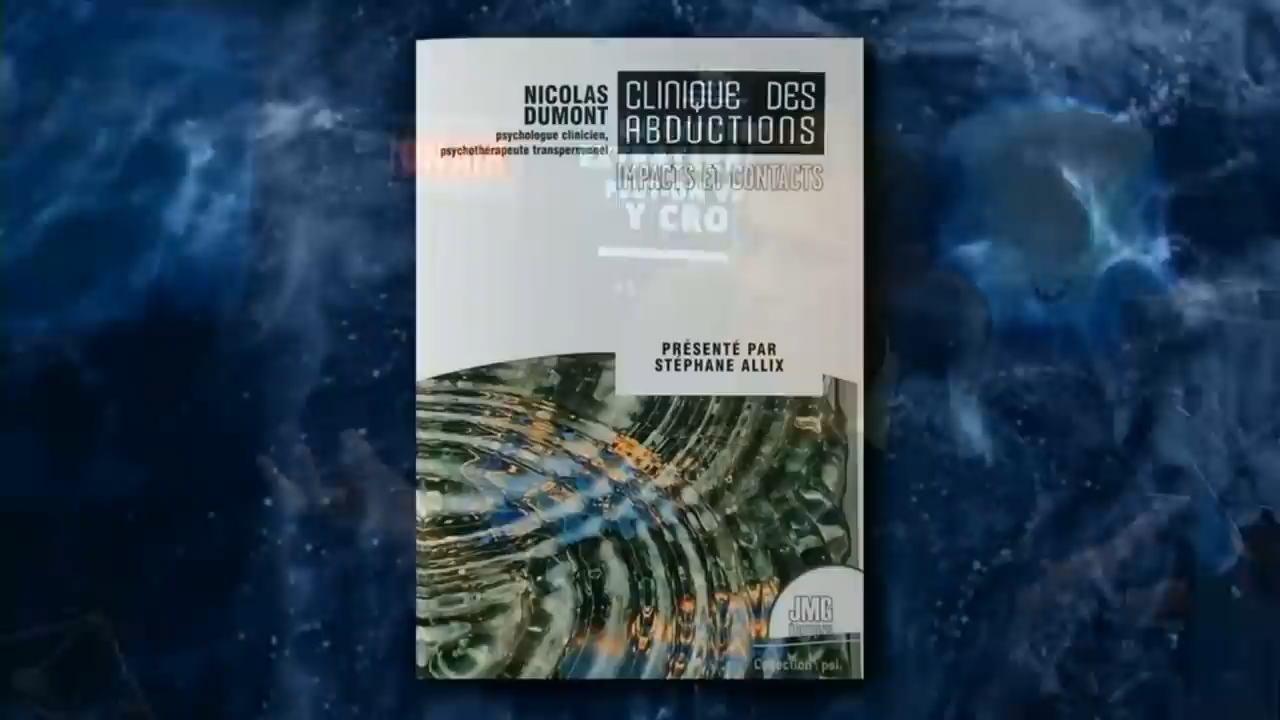 NICOLAS
DUMONT
psychologue clinicien,
psychothérapeute transpersonnel
CLINIQUE DES
ABDUCTIONS
IMPACTS ET CONTACTS
Y CRO
PRÉSENTÉ PAR
STÉPHANE ALLIX
JMG
Collection : psi.